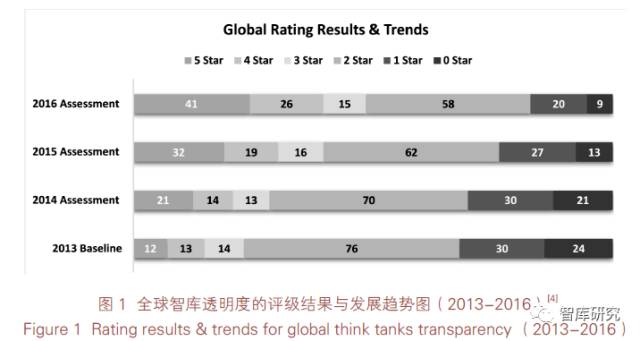 Global Rating Results & Trends
5 Star 4 Star 3 Star 2 Star 1 Star 0 Star
2016 Assessment 41 26 15 58 20 9
2015 Assessment 32 19 16 62 27 13
2014 Assessment 21 14 13 70 30 21
2013 Baseline 12 13 14 76 30 24
图 1 全球智库透明度的评级结果与发展趋势图（2013-2016）[4]
智库研究
Figure 1 Rating results & trends for global think tanks transparency （2013-2016）